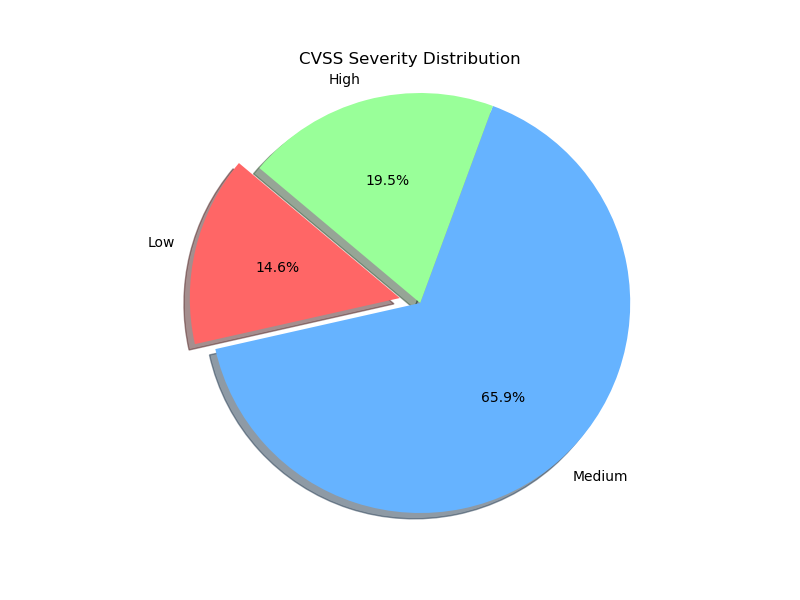 CVSS Severity Distribution
High
19.5%
Low
14.6%
65.9%
Medium